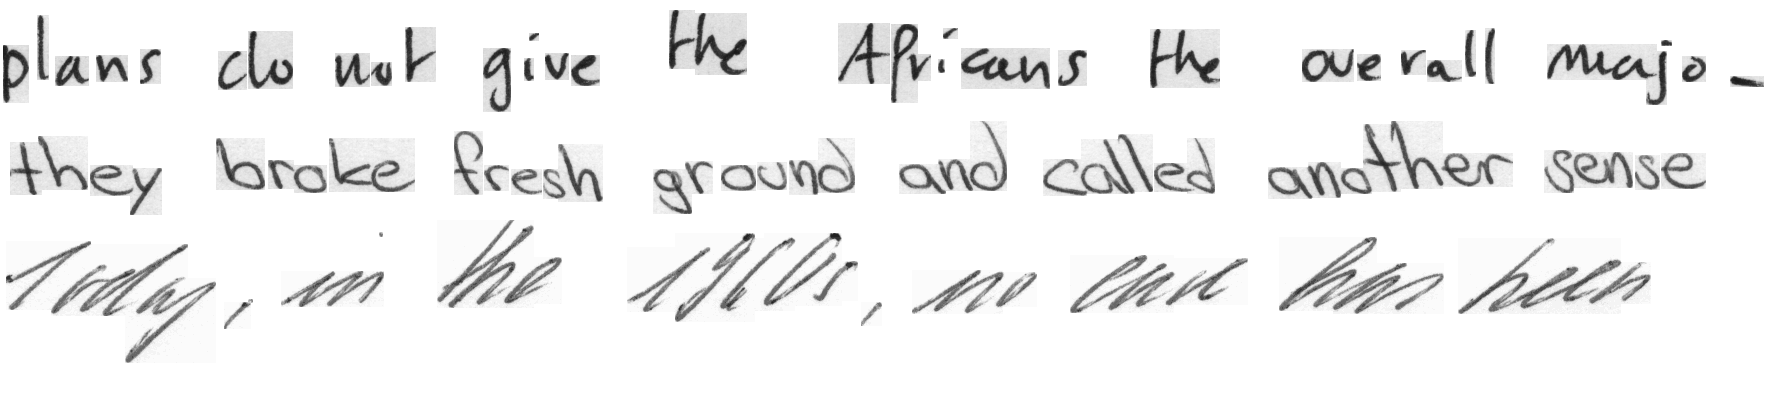 plans do not give the Africans the overall majo-
they broke fresh ground and called another sense
Today, in the 1960s, no case has been